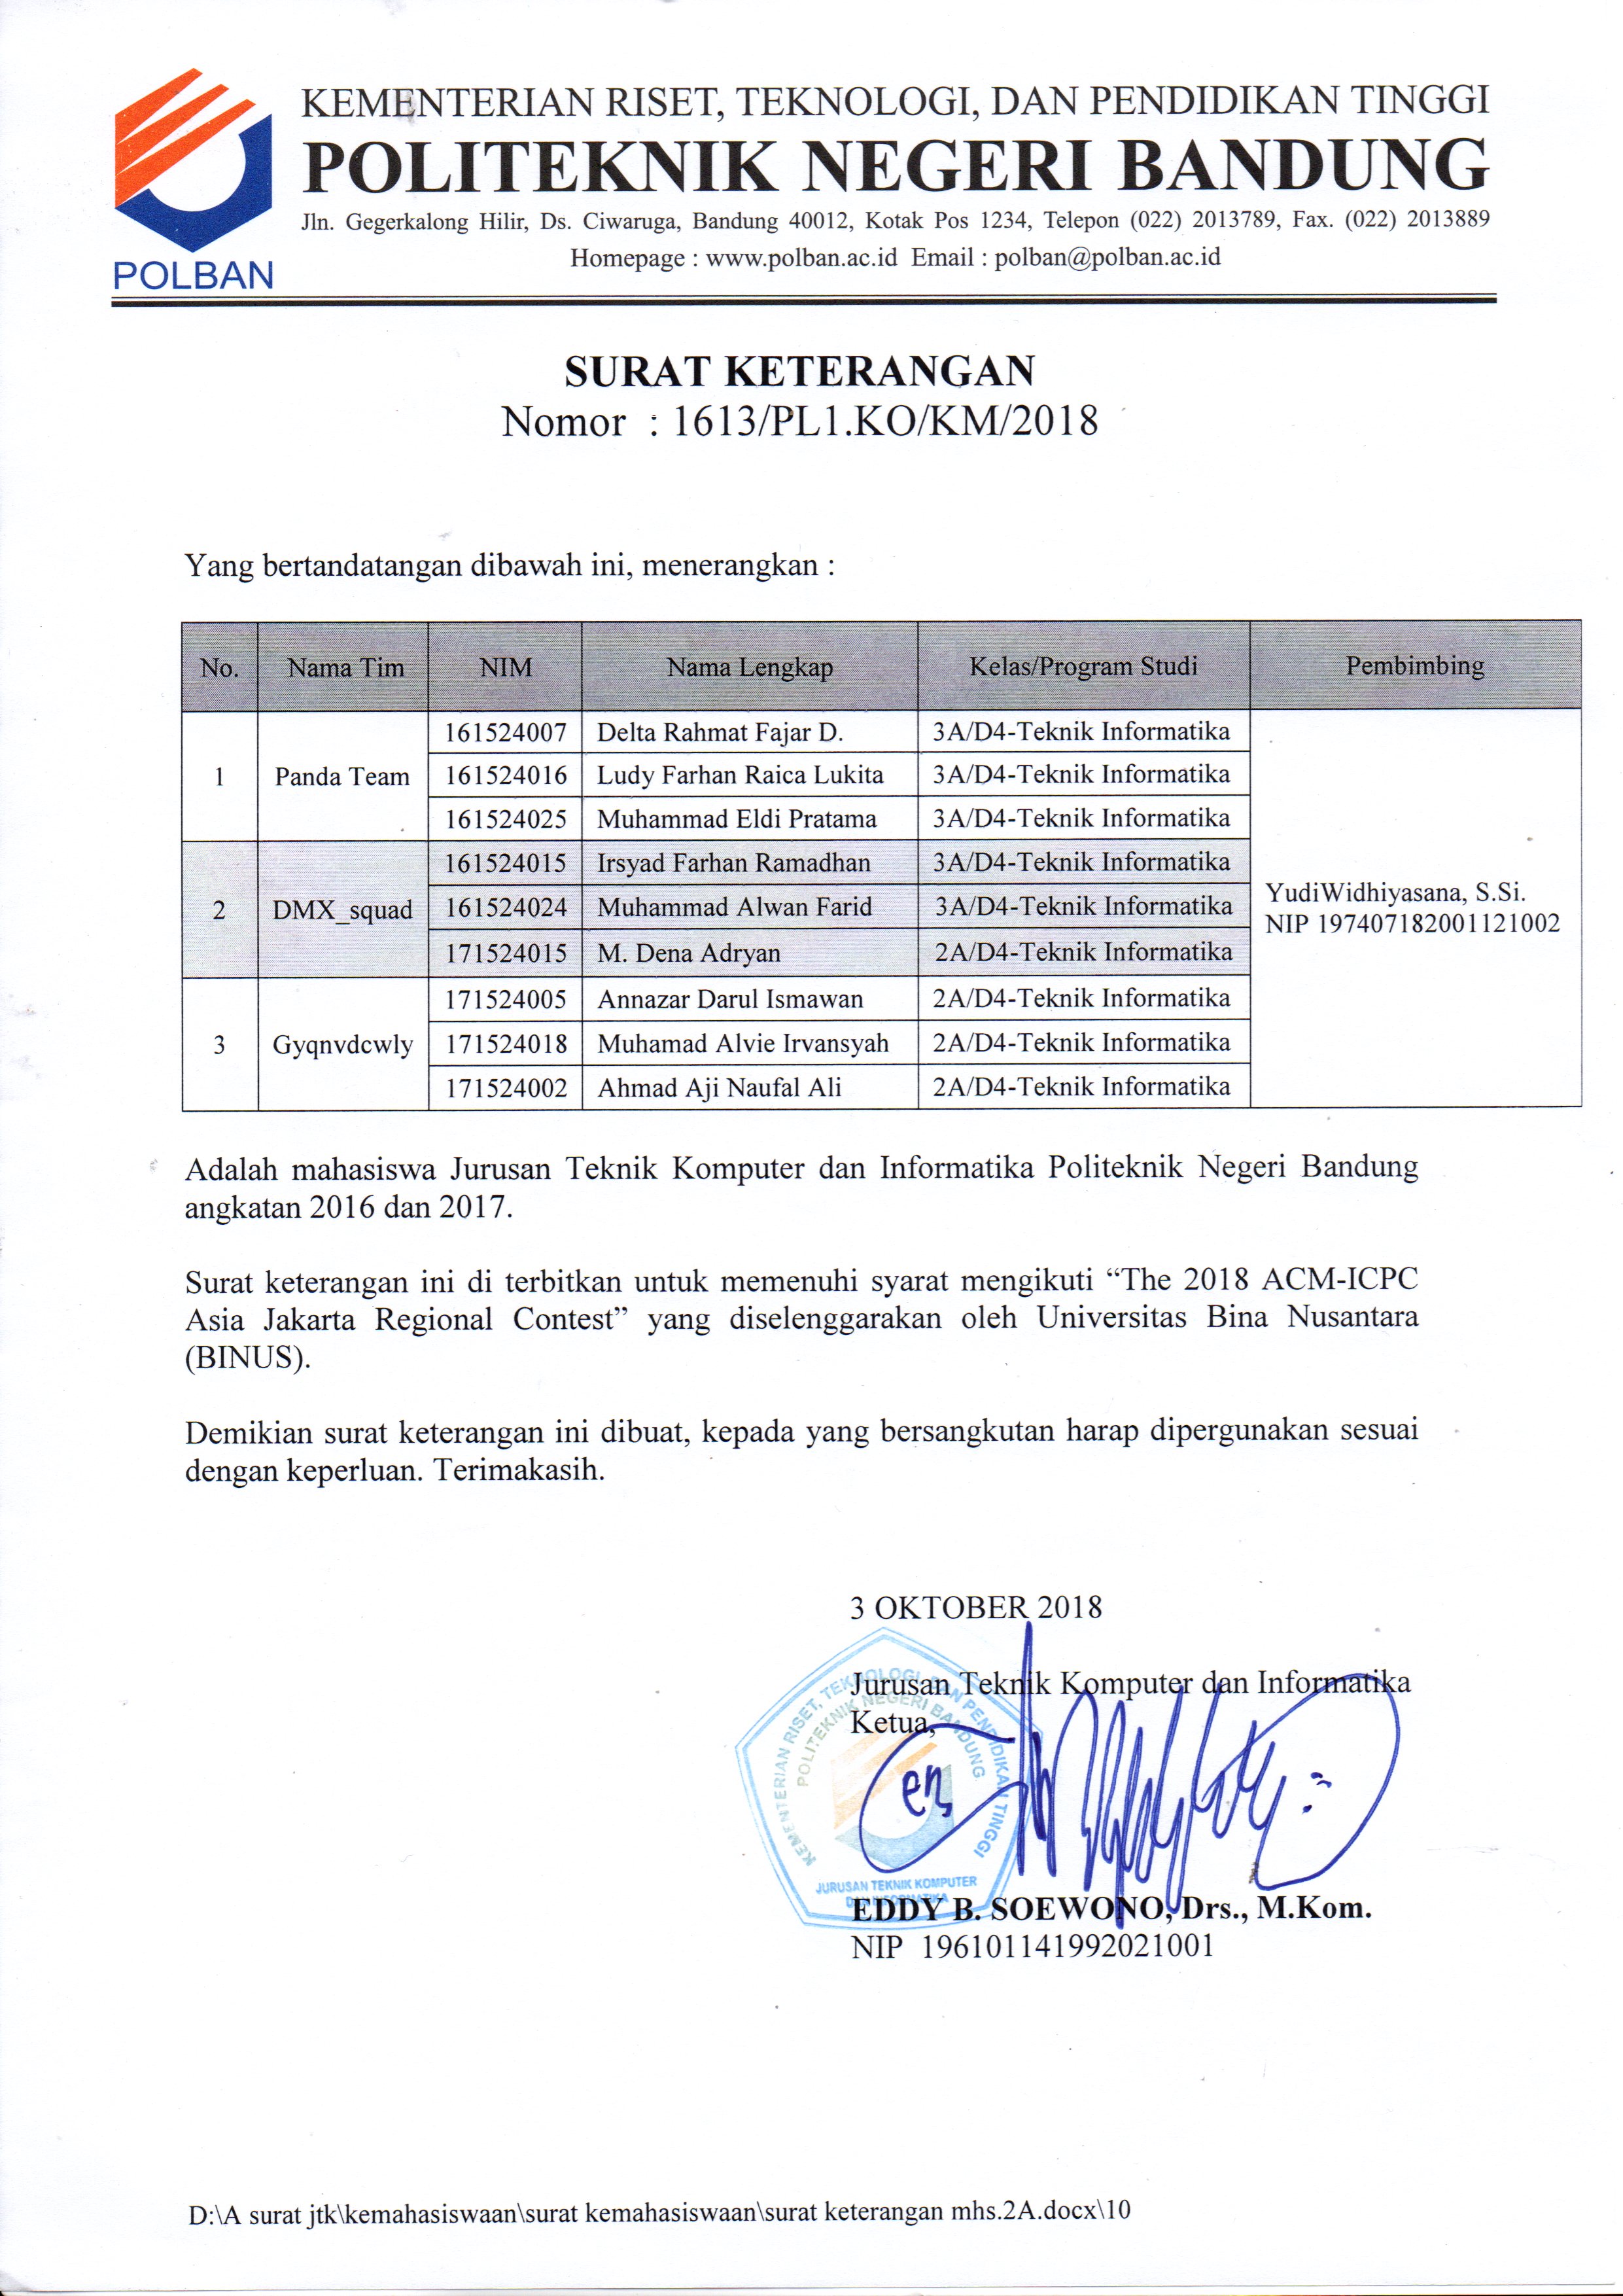 KEMENTERIAN RISET, TEKNOLOGI, DAN PENDIDIKAN TINGGI
POLITEKNIK NEGERI BANDUNG
Jln. Gegerkalong Hilir, Ds. Ciwaruga, Bandung 40012, Kotak Pos 1234, Telepon (022) 2013789, Fax. (022) 2013889
Homepage : www.polban.ac.id Email : polban@polban.ac.id
POLBAN
SURAT KETERANGAN
Nomor : 1613/PL1.KO/KM/2018
Yang bertandatangan dibawah ini, menerangkan :
No. Nama Tim NIM Nama Lengkap Kelas/Program Studi Pembimbing
161524007 Delta Rahmat Fajar D. 3A/D4-Teknik Informatika
1 Panda Team 161524016 Ludy Farhan Raica Lukita 3A/D4-Teknik Informatika
161524025 Muhammad Eldi Pratama 3A/D4-Teknik Informatika
161524015 Irsyad Farhan Ramadhan 3A/D4-Teknik Informatika
2 DMX_squad 161524024 Muhammad Alwan Farid 3A/D4-Teknik Informatika
171524015 M. Dena Adryan 2A/D4-Teknik Informatika
171524005 Annazar Darul Ismawan 2A/D4-Teknik Informatika
3 Gyqnvdcwly 171524018 Muhamad Alvie Irvansyah 2A/D4-Teknik Informatika
171524002 Ahmad Aji Naufal Ali 2A/D4-Teknik Informatika
YudiWidhiyasana, S.Si.
NIP 197407182001121002
Adalah mahasiswa Jurusan Teknik Komputer dan Informatika Politeknik Negeri Bandung
angkatan 2016 dan 2017.
Surat keterangan ini di terbitkan untuk memenuhi syarat mengikuti “The 2018 ACM-ICPC
Asia Jakarta Regional Contest” yang diselenggarakan oleh Universitas Bina Nusantara
(BINUS).
Demikian surat keterangan ini dibuat, kepada yang bersangkutan harap dipergunakan sesuai
dengan keperluan. Terimakasih.
3 OKTOBER 2018
Jurusan Teknik Komputer dan Informatika
Ketua,
KEMENTERIAN RISET, TEKNOLOGI DAN PENDIDIKAN TINGGI
POLITEKNIK NEGERI BANDUNG
JURUSAN TEKNIK KOMPUTER
DAN INFORMATIKA
EDDY B. SOEWONO, Drs., M.Kom.
NIP 196101141992021001
D:\A surat jtk\kemahasiswaan\surat kemahasiswaan\surat keterangan mhs.2A.docx\10